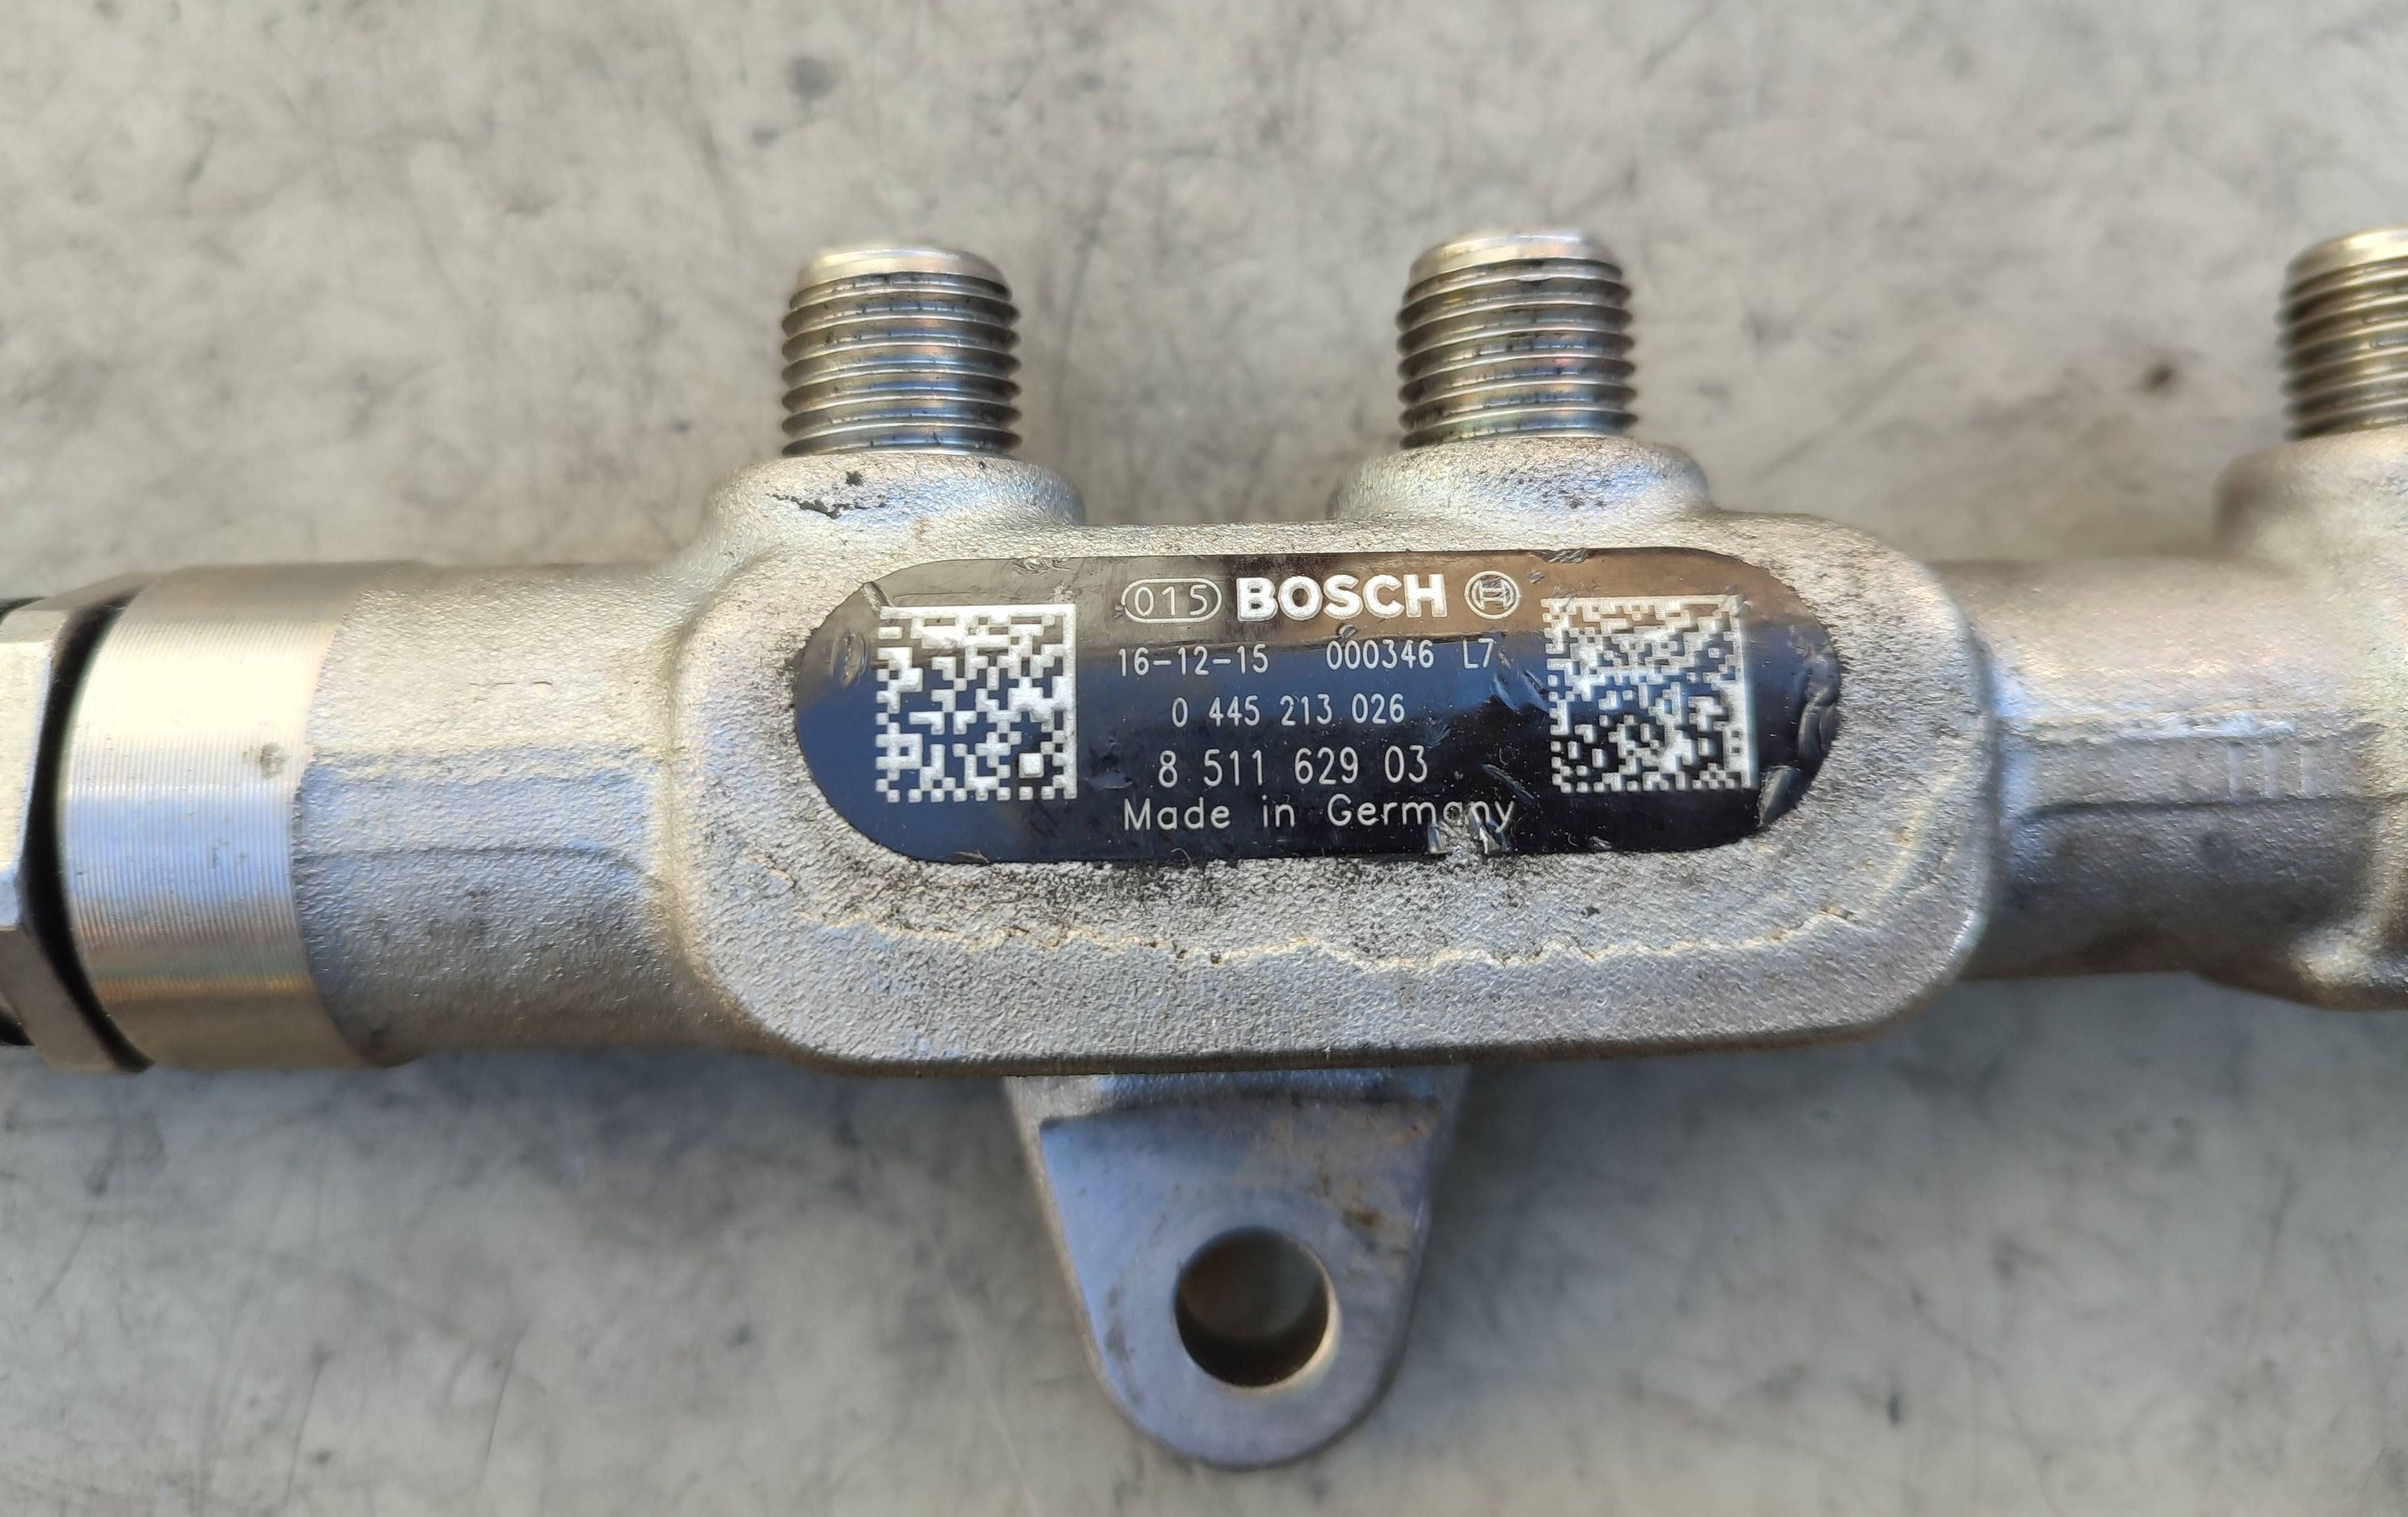 015 BOSCH
16-12-15 000346 L7
0 445 213 026
8 511 629 03
Made in Germany